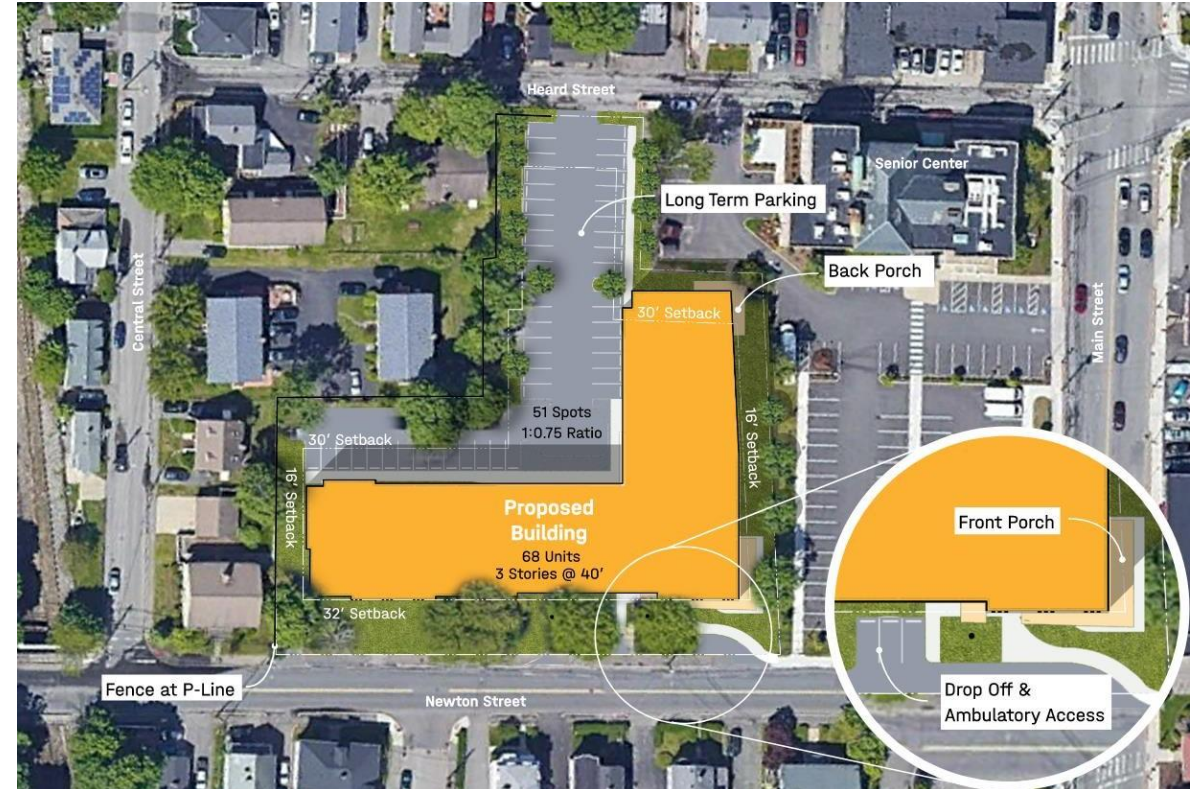 Heard Street
Senior Center
Long Term Parking
Back Porch
30' Setback
Central Street
Main Street
51 Spots
1:0.75 Ratio
30' Setback
16' Setback
16' Setback
Proposed
Building
68 Units
3 Stories @ 40'
Front Porch
32' Setback
Fence at P-Line
Newton Street
Drop Off &
Ambulatory Access